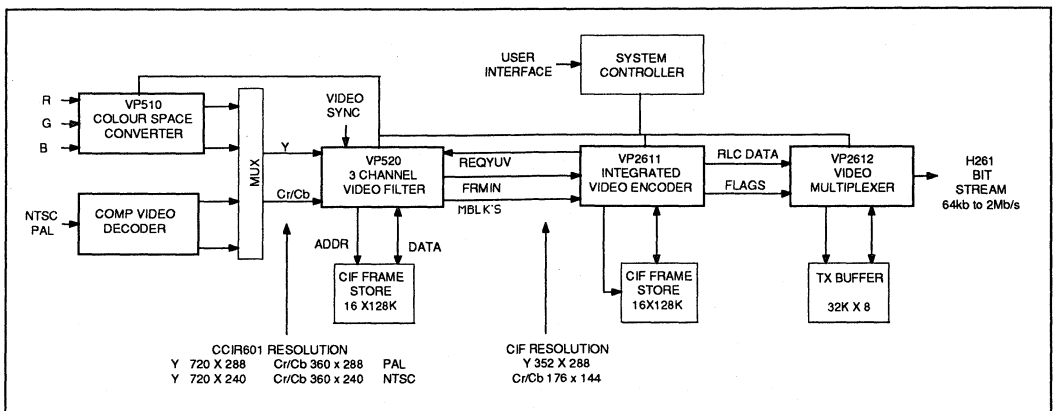 USER
INTERFACE
SYSTEM
CONTROLLER
R
G
B
VP510
COLOUR SPACE
CONVERTER
NTSC
PAL
COMP VIDEO
DECODER
MUX
VIDEO
SYNC
Y
Cr/Cb
VP520
3 CHANNEL
VIDEO FILTER
REQYUV
FRMIN
MBLK'S
VP2611
INTEGRATED
VIDEO ENCODER
RLC DATA
FLAGS
VP2612
VIDEO
MULTIPLEXER
H261
BIT
STREAM
64kb to 2Mb/s
ADDR
DATA
CIF FRAME
STORE
16 X128K
CIF FRAME
STORE
16X128K
TX BUFFER
32K X 8
CCIR601 RESOLUTION
Y 720 X 288 Cr/Cb 360 x 288 PAL
Y 720 X 240 Cr/Cb 360 x 240 NTSC
CIF RESOLUTION
Y 352 X 288
Cr/Cb 176 x 144